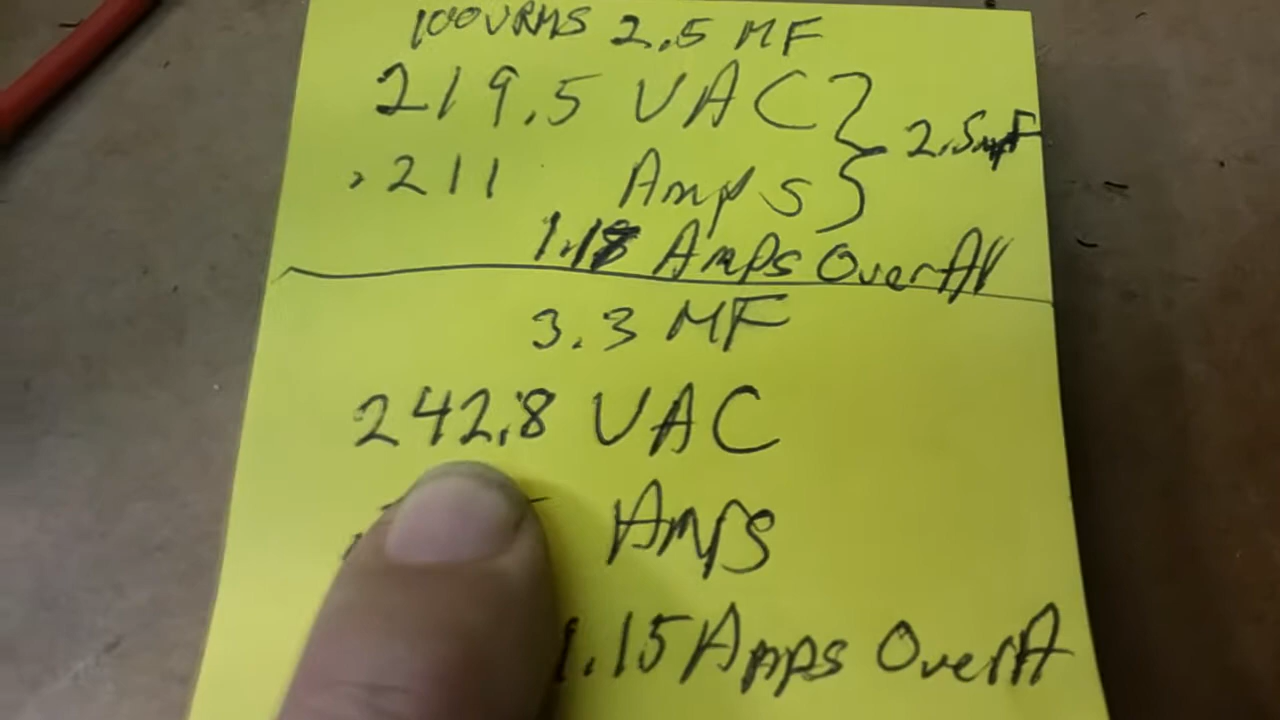 100VRMS 2.5 MF
219.5 VAC
2.5mF
.211 Amps
1.18 Amps OverAll
3.3 MF
242.8 VAC
Amps
1.15 Amps OverA